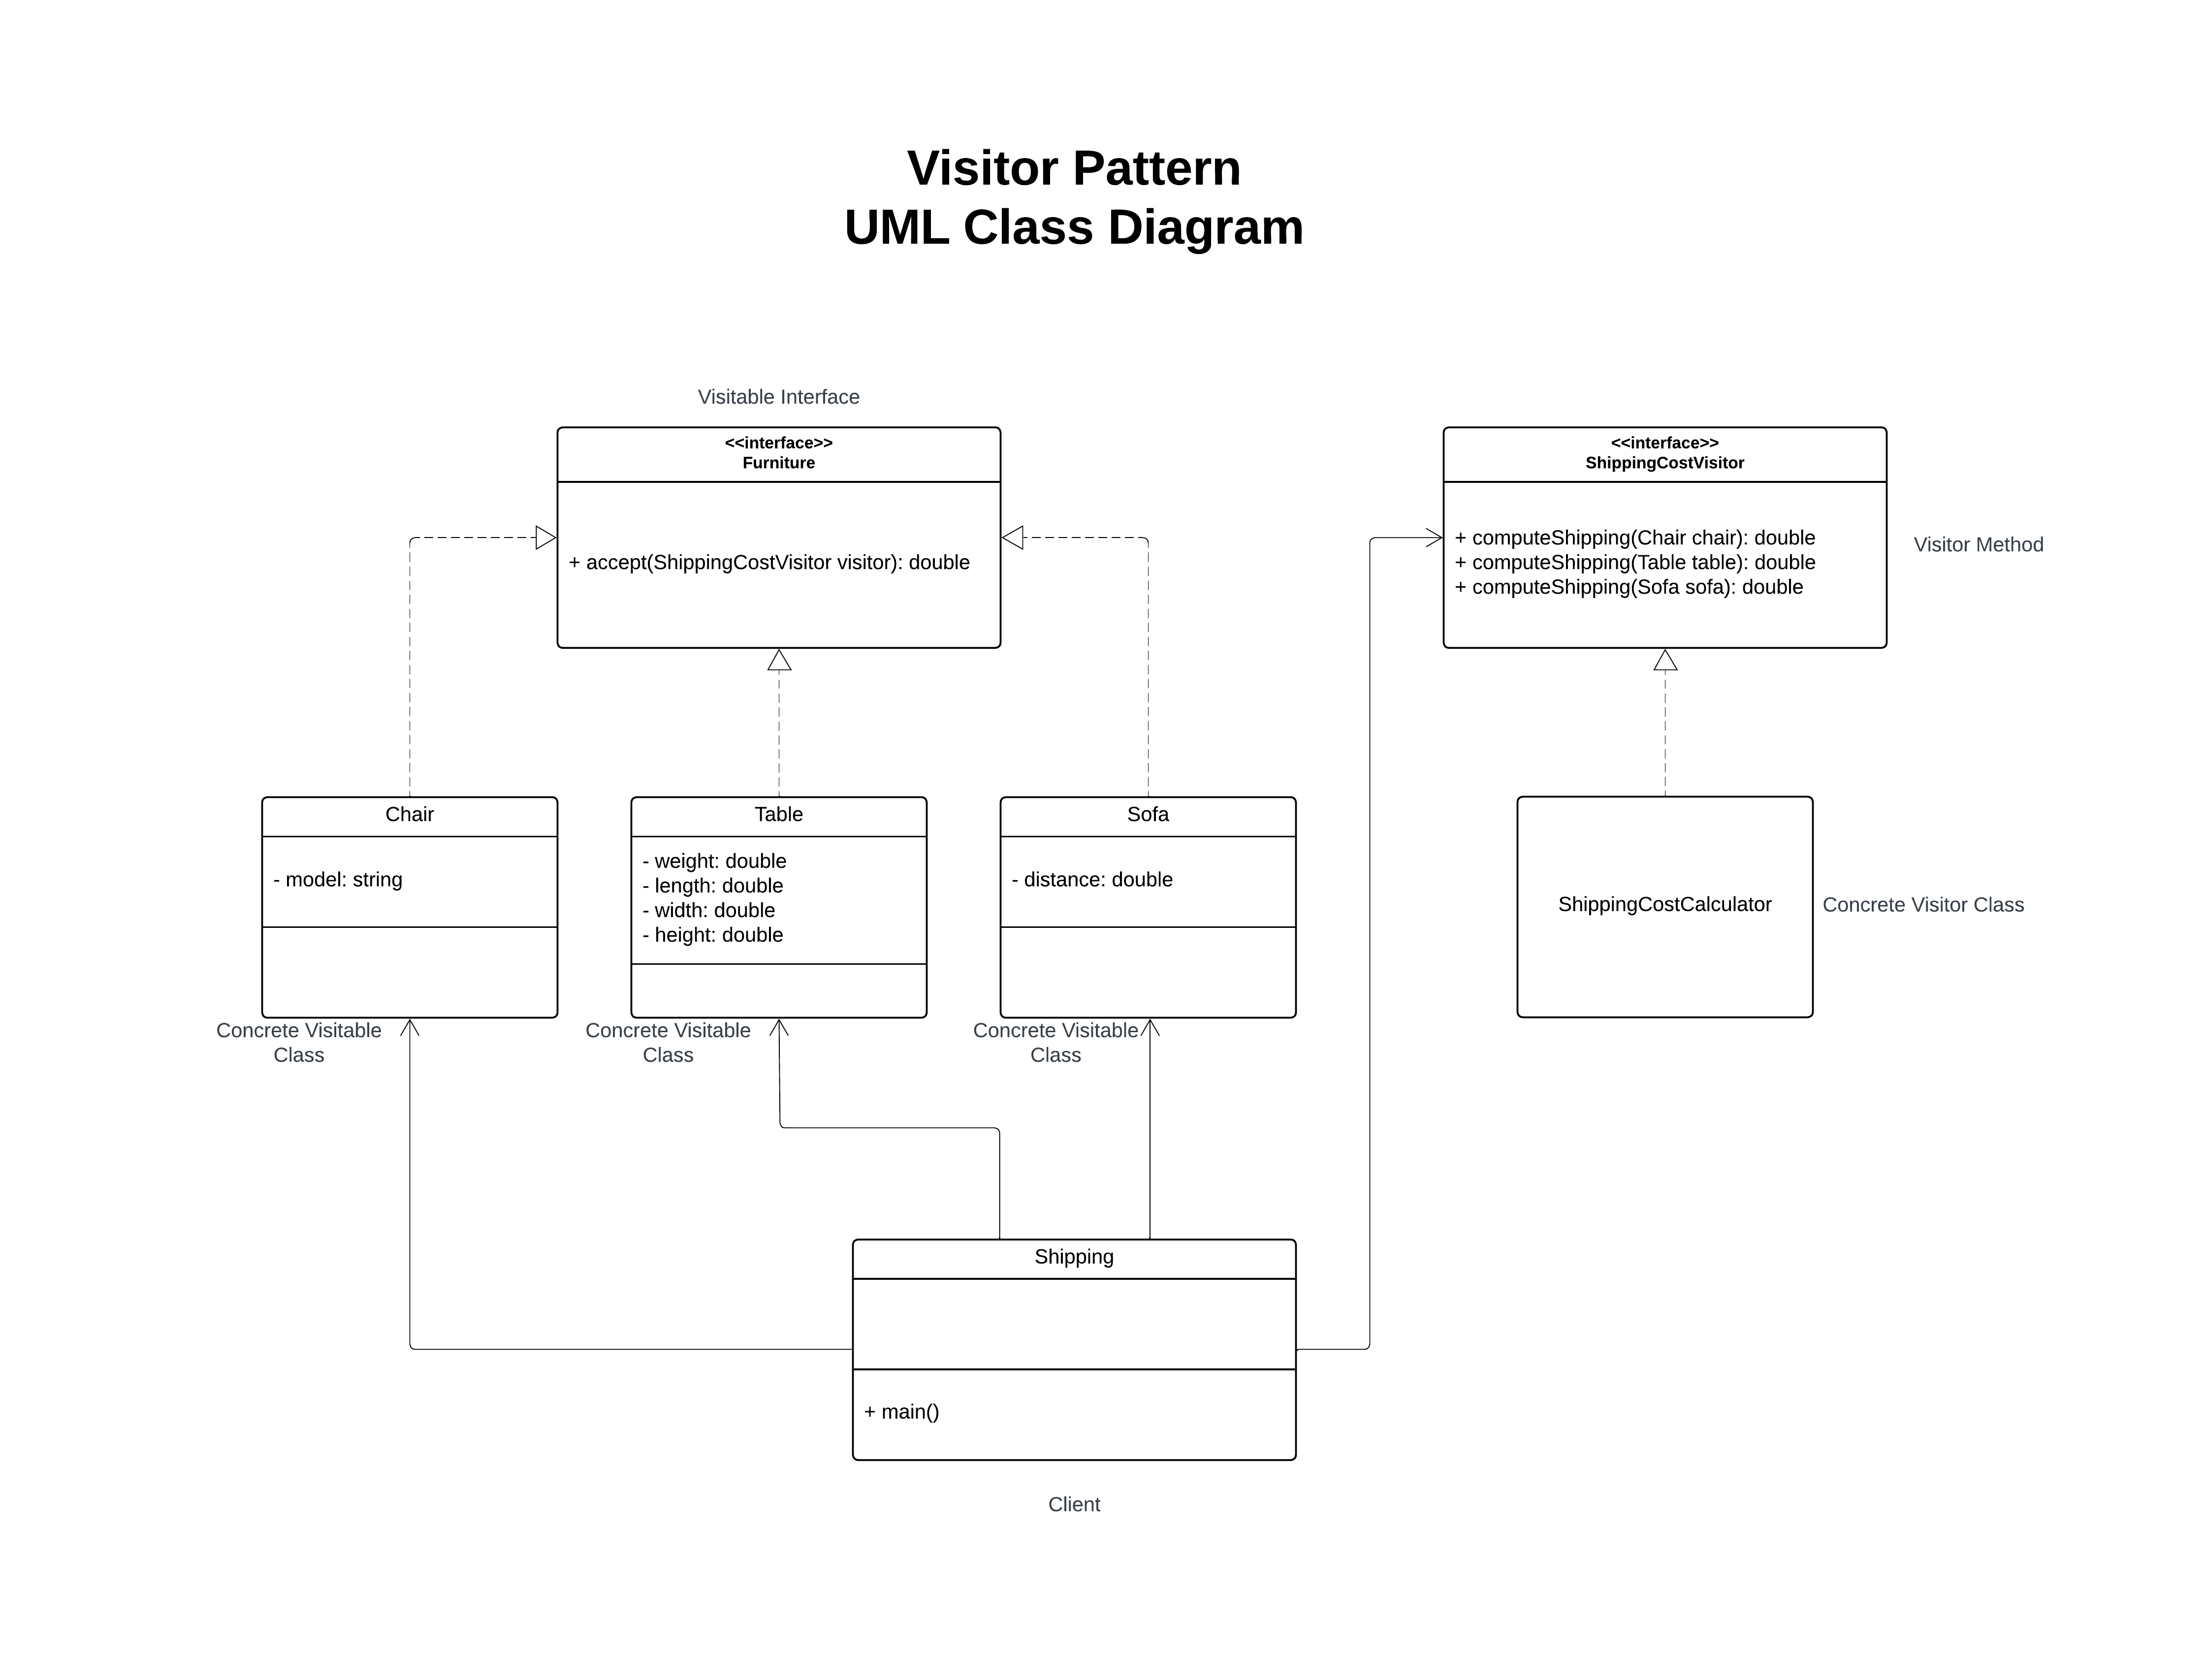 Visitor Pattern
UML Class Diagram
Visitable Interface
<<interface>>
Furniture
+ accept(ShippingCostVisitor visitor): double
<<interface>>
ShippingCostVisitor
+ computeShipping(Chair chair): double
+ computeShipping(Table table): double
+ computeShipping(Sofa sofa): double
Visitor Method
Chair
- model: string
Concrete Visitable
Class
Table
- weight: double
- length: double
- width: double
- height: double
Concrete Visitable
Class
Sofa
- distance: double
Concrete Visitable
Class
ShippingCostCalculator
Concrete Visitor Class
Shipping
+ main()
Client